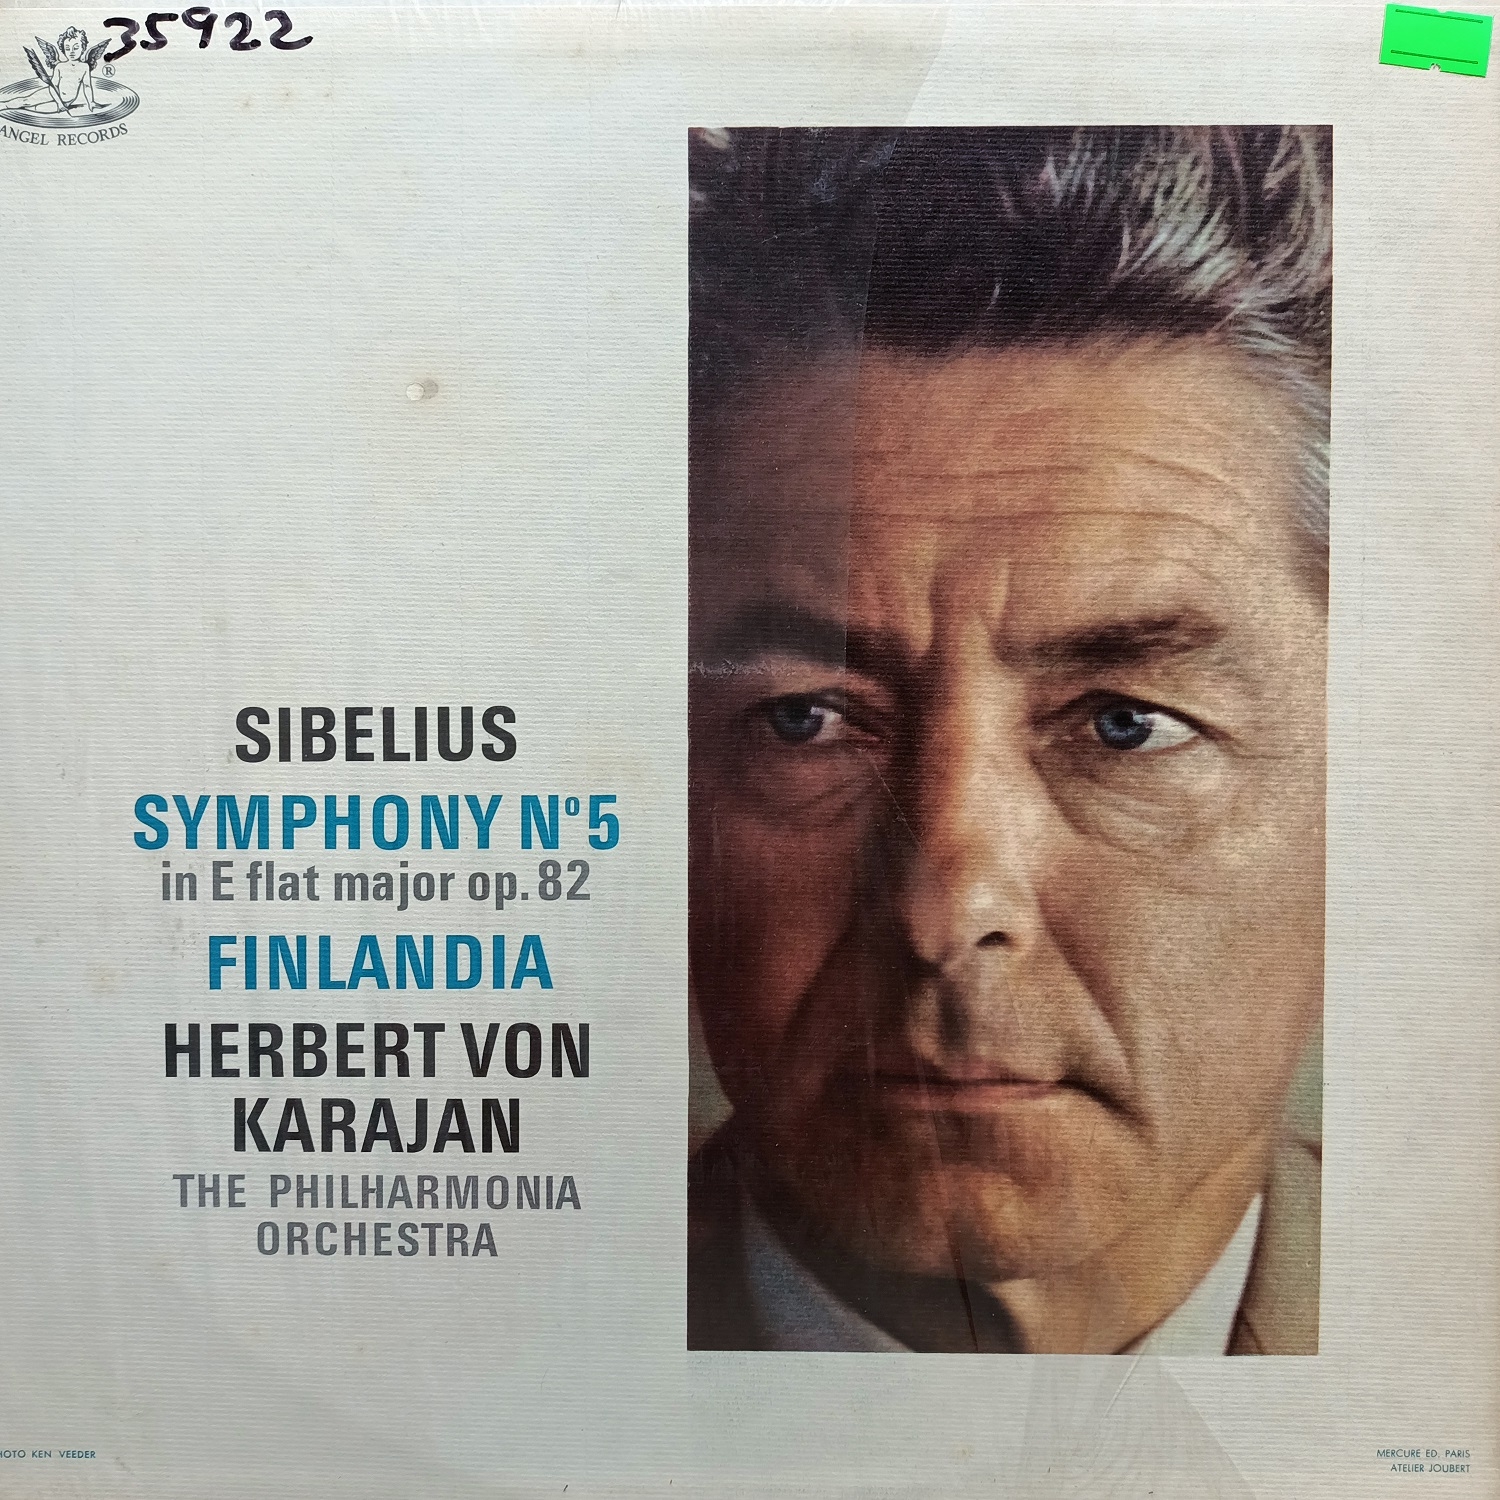 35922
®
ANGEL RECORDS
SIBELIUS
SYMPHONY Nº 5
in E flat major op. 82
FINLANDIA
HERBERT VON
KARAJAN
THE PHILHARMONIA
ORCHESTRA
HOTO KEN VEEDER
MERCURE ED. PARIS
ATELIER JOUBERT